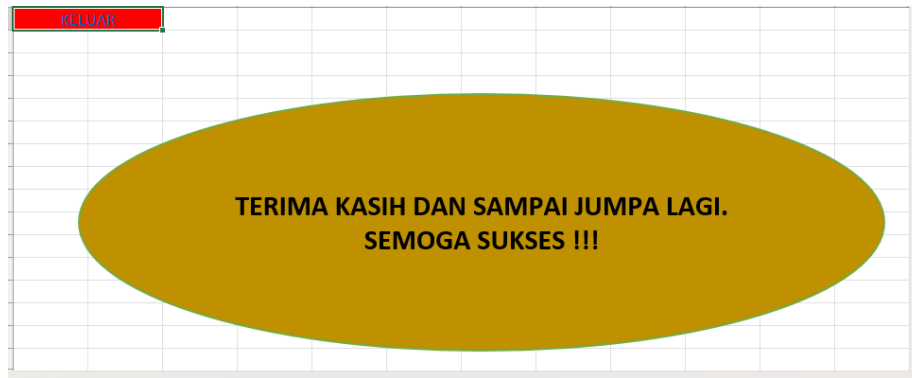 KELUAR
TERIMA KASIH DAN SAMPAI JUMPA LAGI.
SEMOGA SUKSES !!!